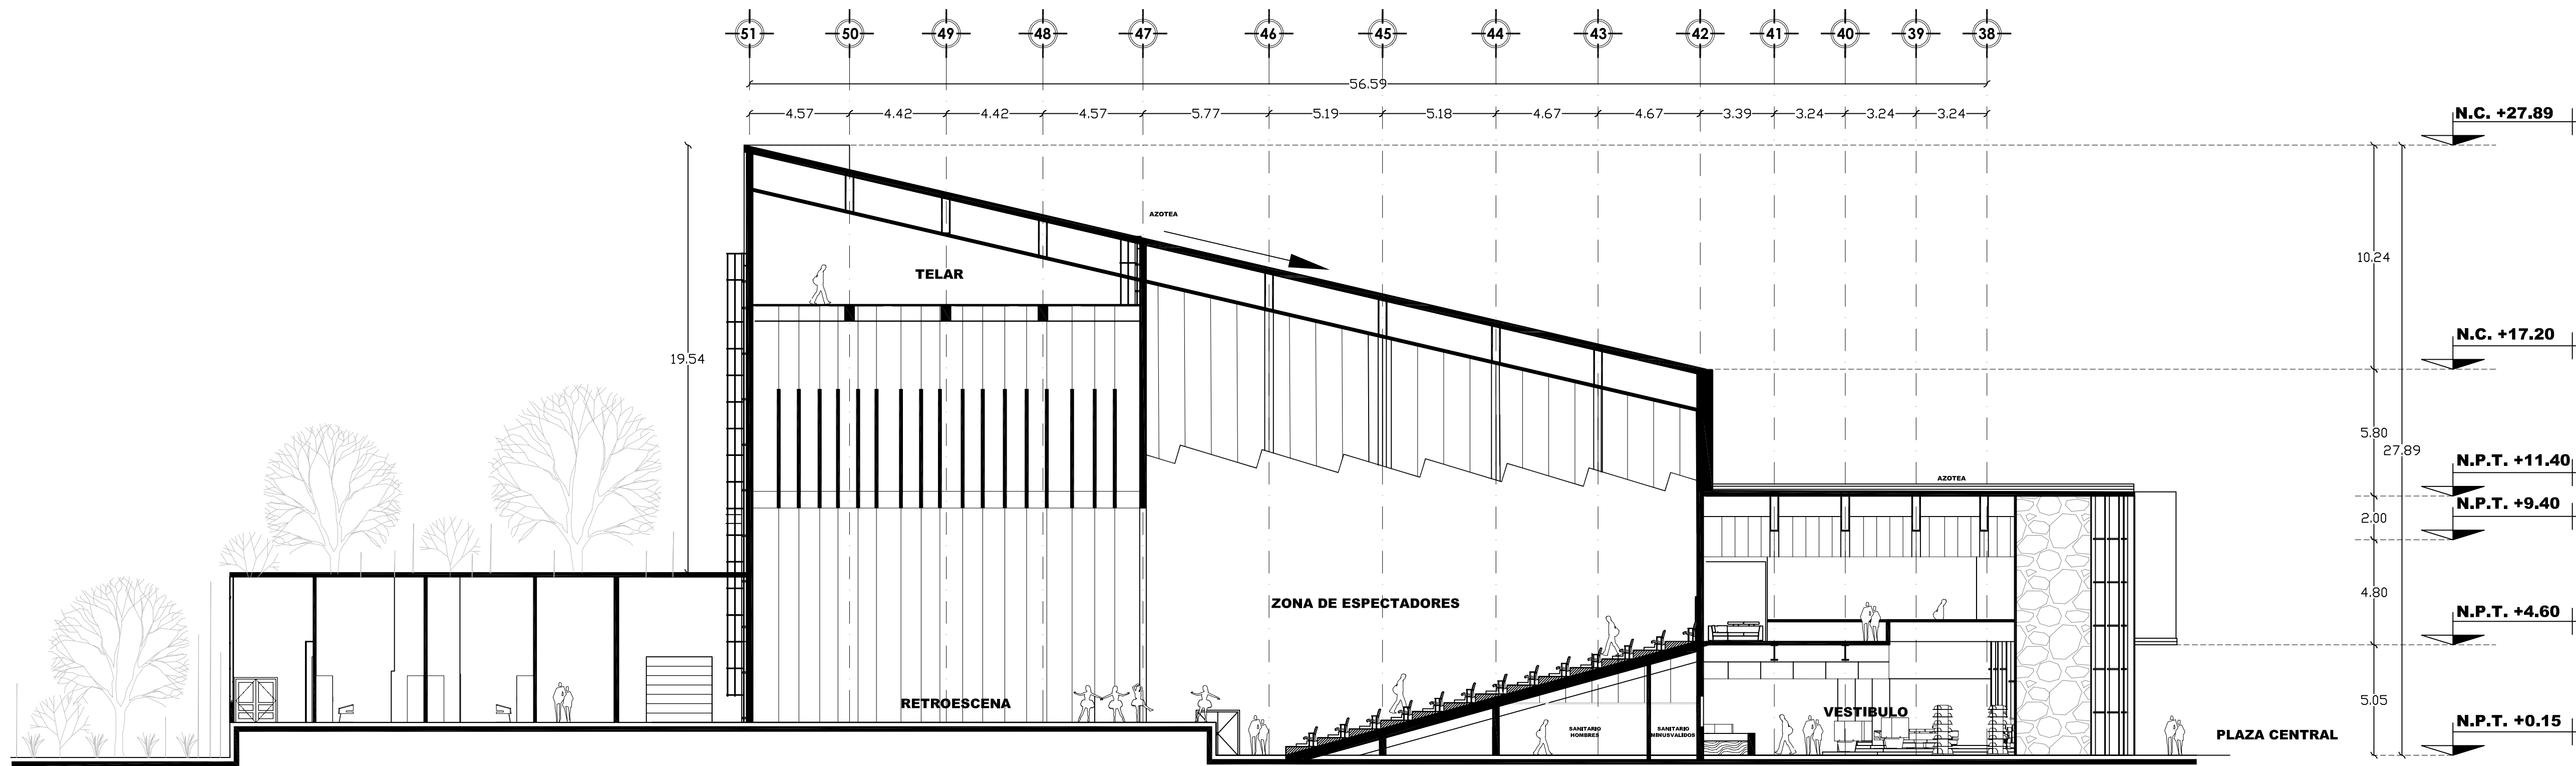 51 50 49 48 47 46 45 44 43 42 41 40 39 38
56.59
4.57 4.42 4.42 4.57 5.77 5.19 5.18 4.67 4.67 3.39 3.24 3.24 3.24
N.C. +27.89
AZOTEA
10.24
TELAR
N.C. +17.20
19.54
5.80
27.89
N.P.T. +11.40
AZOTEA
N.P.T. +9.40
2.00
4.80
ZONA DE ESPECTADORES
N.P.T. +4.60
5.05
RETROESCENA
VESTIBULO
N.P.T. +0.15
SANITARIO
HOMBRES
SANITARIO
MINUSVALIDOS
PLAZA CENTRAL